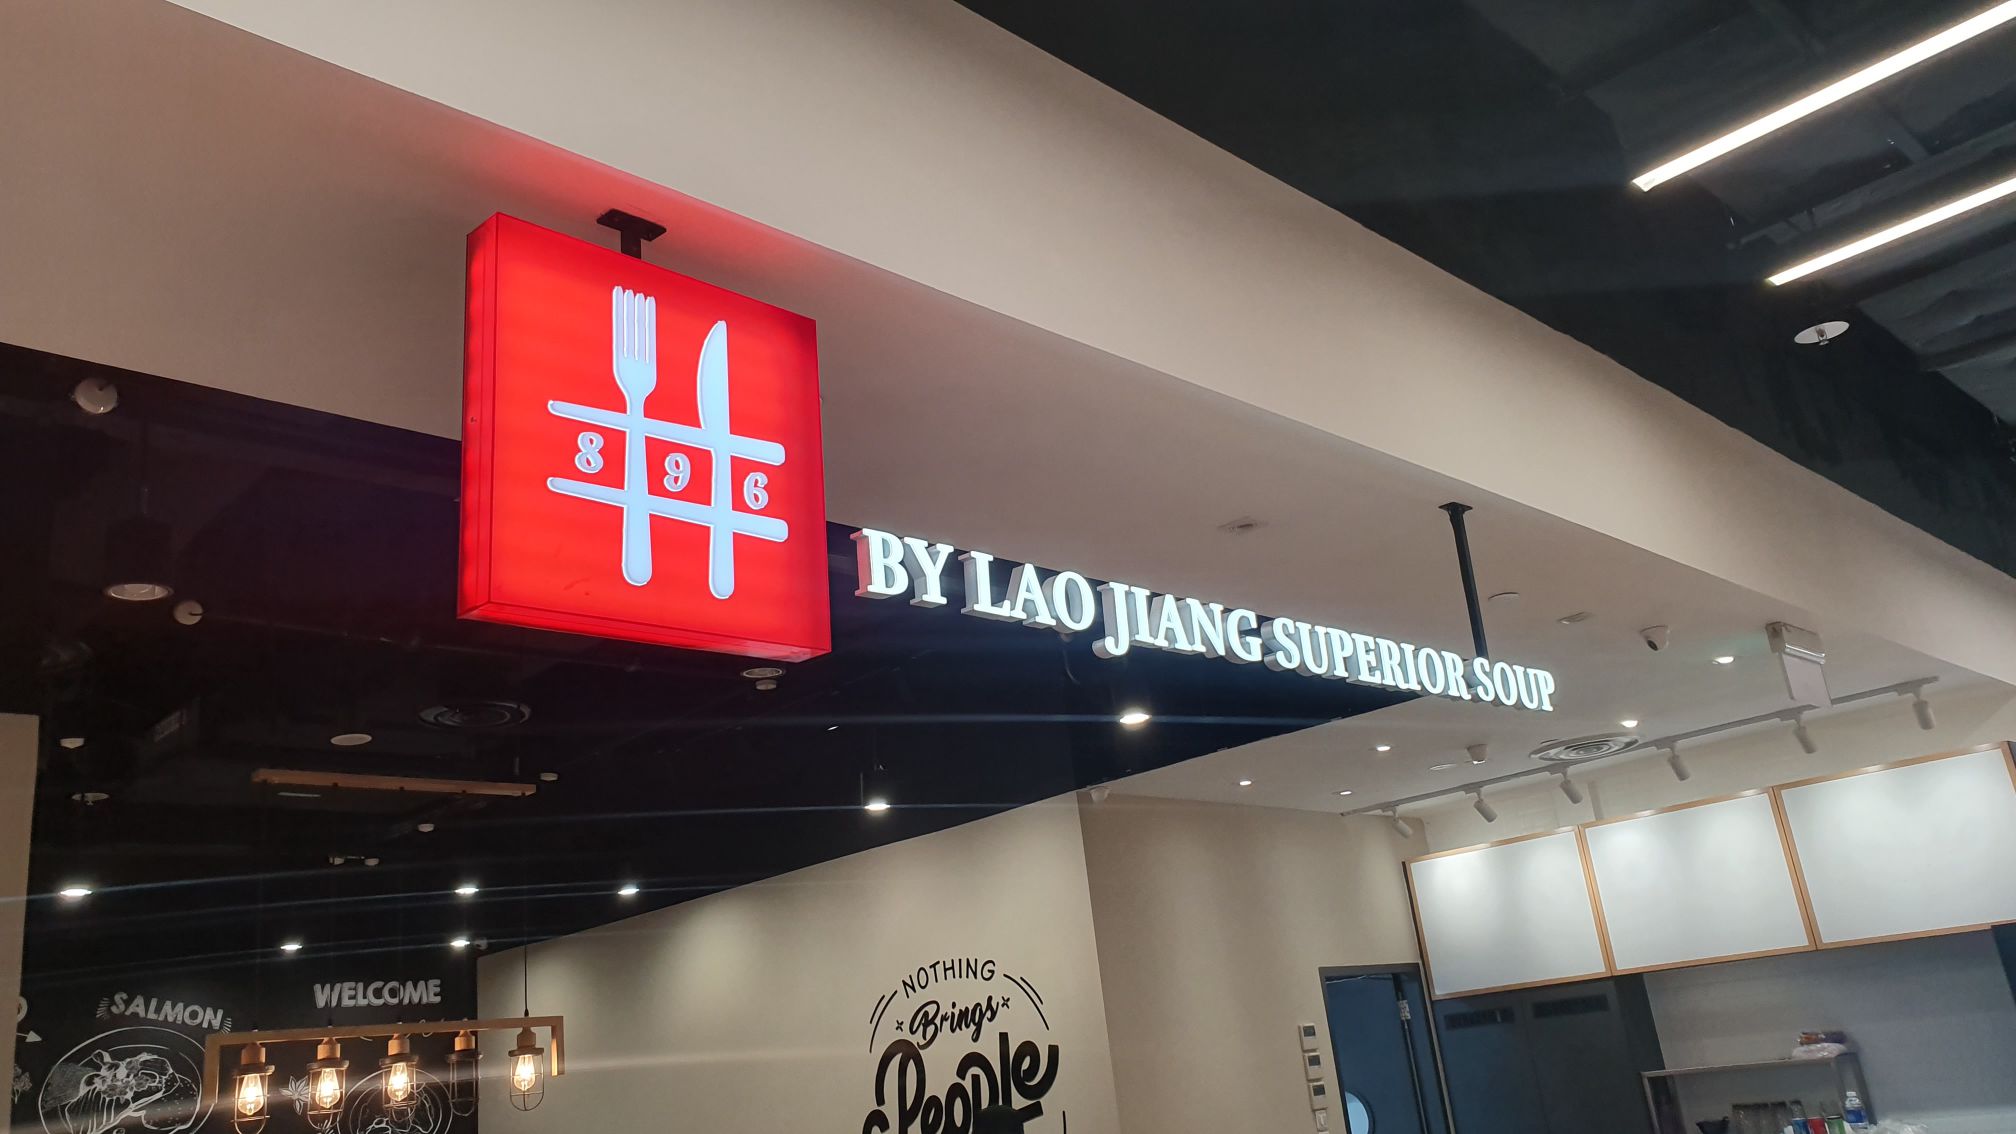 896
BY LAO JIANG SUPERIOR SOUP
SALMON
WELCOME
NOTHING
Brings
People